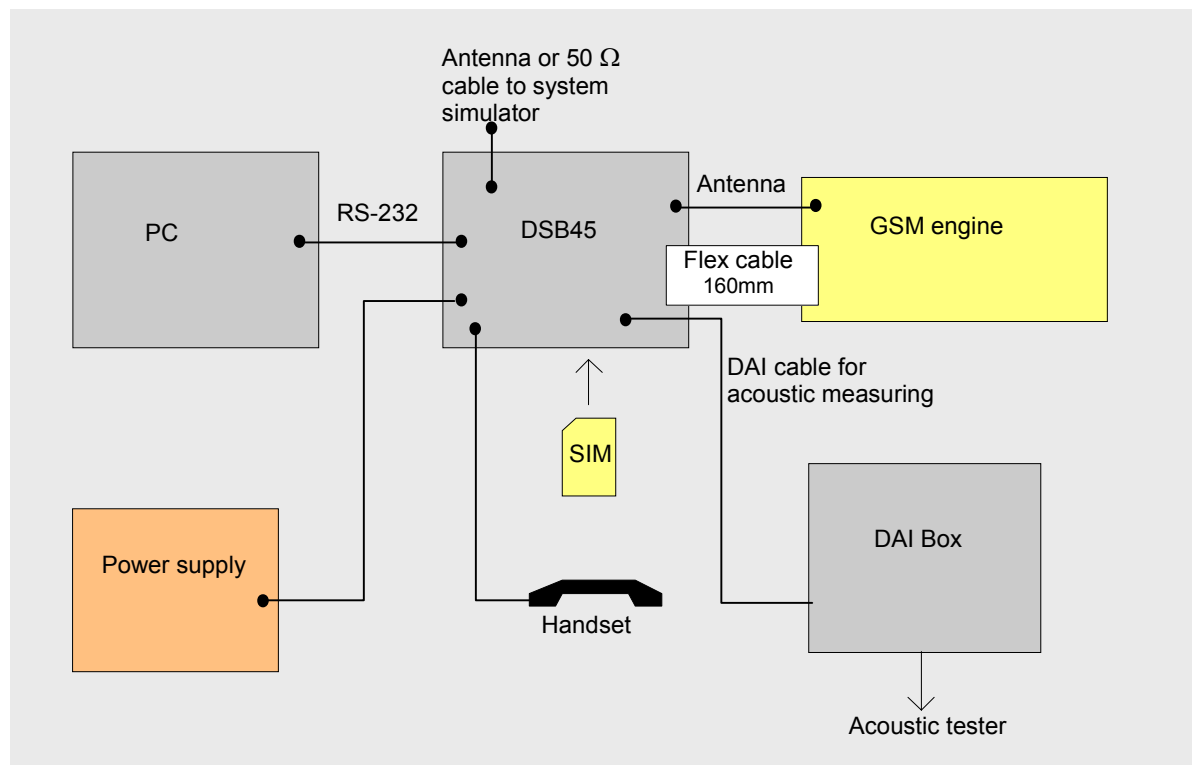 Antenna or 50 Ω
cable to system
simulator
PC
RS-232
DSB45
Antenna
GSM engine
Flex cable
160mm
DAI cable for
acoustic measuring
SIM
Power supply
DAI Box
Handset
Acoustic tester